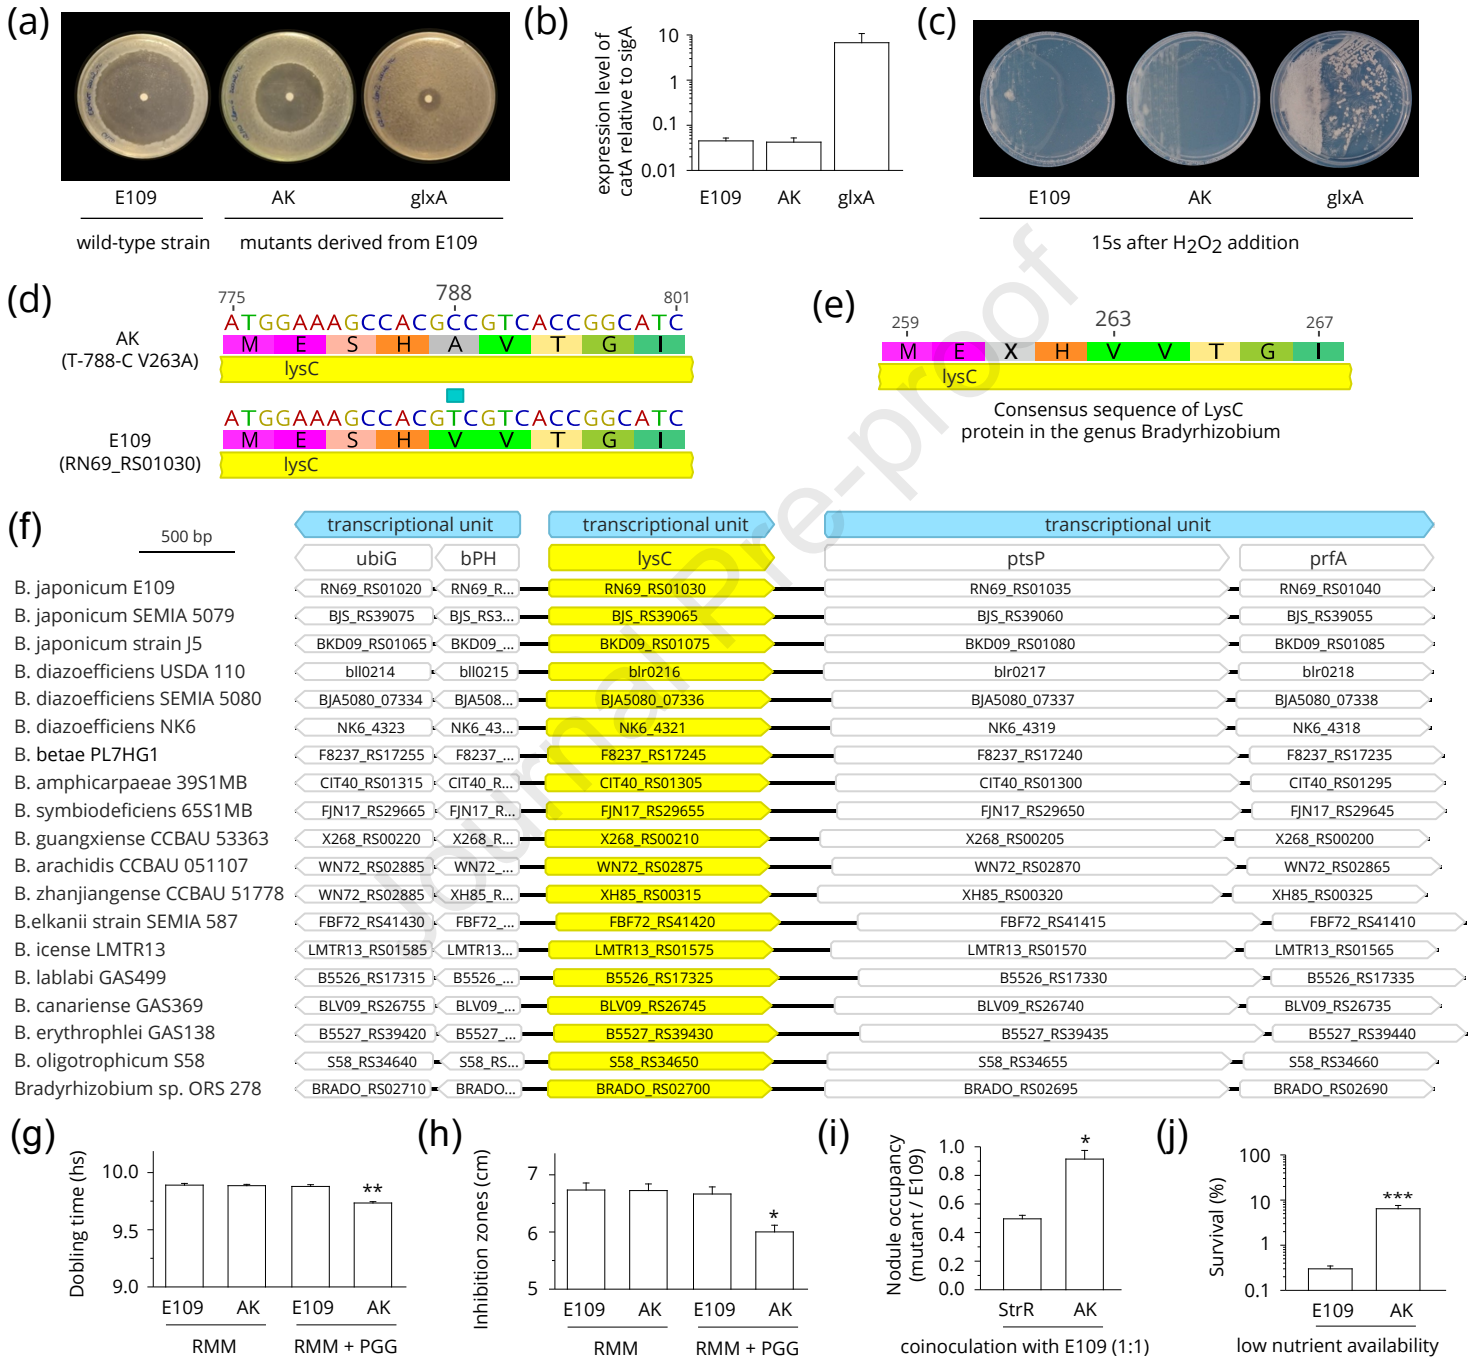 (a)
E109
AK
glxA
wild-type strain
mutants derived from E109
(b)
expression level of
catA relative to sigA
10
1
0.1
0.01
E109
AK
glxA
(c)
E109
AK
glxA
15s after H2O2 addition
(d)
775
788
801
AK
(T-788-C V263A)
ATGGAAAGCCACGCCGTCACCGGCATC
M E S H A V T G I
lysC
E109
(RN69_RS01030)
ATGGAAAGCCACGTCGTCACCGGCATC
M E S H V V T G I
lysC
(e)
259
263
267
M E X H V V T G I
lysC
Consensus sequence of LysC
protein in the genus Bradyrhizobium
(f)
500 bp
transcriptional unit transcriptional unit transcriptional unit
ubiG bPH lysC ptsP prfA
B. japonicum E109 RN69_RS01020 RN69_R... RN69_RS01030 RN69_RS01035 RN69_RS01040
B. japonicum SEMIA 5079 BJS_RS39075 BJS_RS3... BJS_RS39065 BJS_RS39060 BJS_RS39055
B. japonicum strain J5 BKD09_RS01065 BKD09_... BKD09_RS01075 BKD09_RS01080 BKD09_RS01085
B. diazoefficiens USDA 110 bll0214 bll0215 blr0216 blr0217 blr0218
B. diazoefficiens SEMIA 5080 BJA5080_07334 BJA508... BJA5080_07336 BJA5080_07337 BJA5080_07338
B. diazoefficiens NK6 NK6_4323 NK6_43... NK6_4321 NK6_4319 NK6_4318
B. betae PL7HG1 F8237_RS17255 F8237_... F8237_RS17245 F8237_RS17240 F8237_RS17235
B. amphicarpaeae 39S1MB CIT40_RS01315 CIT40_R... CIT40_RS01305 CIT40_RS01300 CIT40_RS01295
B. symbiodeficiens 65S1MB FJN17_RS29665 FJN17_R... FJN17_RS29655 FJN17_RS29650 FJN17_RS29645
B. guangxiense CCBAU 53363 X268_RS00220 X268_R... X268_RS00210 X268_RS00205 X268_RS00200
B. arachidis CCBAU 051107 WN72_RS02885 WN72_... WN72_RS02875 WN72_RS02870 WN72_RS02865
B. zhanjiangense CCBAU 51778 WN72_RS02885 XH85_R... XH85_RS00315 XH85_RS00320 XH85_RS00325
B.elkanii strain SEMIA 587 FBF72_RS41430 FBF72_... FBF72_RS41420 FBF72_RS41415 FBF72_RS41410
B. icense LMTR13 LMTR13_RS01585 LMTR13... LMTR13_RS01575 LMTR13_RS01570 LMTR13_RS01565
B. lablabi GAS499 B5526_RS17315 B5526_... B5526_RS17325 B5526_RS17330 B5526_RS17335
B. canariense GAS369 BLV09_RS26755 BLV09_... BLV09_RS26745 BLV09_RS26740 BLV09_RS26735
B. erythrophlei GAS138 B5527_RS39420 B5527_... B5527_RS39430 B5527_RS39435 B5527_RS39440
B. oligotrophicum S58 S58_RS34640 S58_RS... S58_RS34650 S58_RS34655 S58_RS34660
Bradyrhizobium sp. ORS 278 BRADO_RS02710 BRADO... BRADO_RS02700 BRADO_RS02695 BRADO_RS02690
Journal Pre-proof
(g)
Dobling time (hs)
10.0
9.5
9.0
**
E109 AK E109 AK
RMM RMM + PGG
(h)
Inhibition zones (cm)
7
6
5
*
E109 AK E109 AK
RMM RMM + PGG
(i)
Nodule occupancy
(mutant / E109)
1.0
0.8
0.6
0.4
0.2
0.0
*
StrR AK
coinoculation with E109 (1:1)
(j)
Survival (%)
100
10
1
0.1
***
E109 AK
low nutrient availability